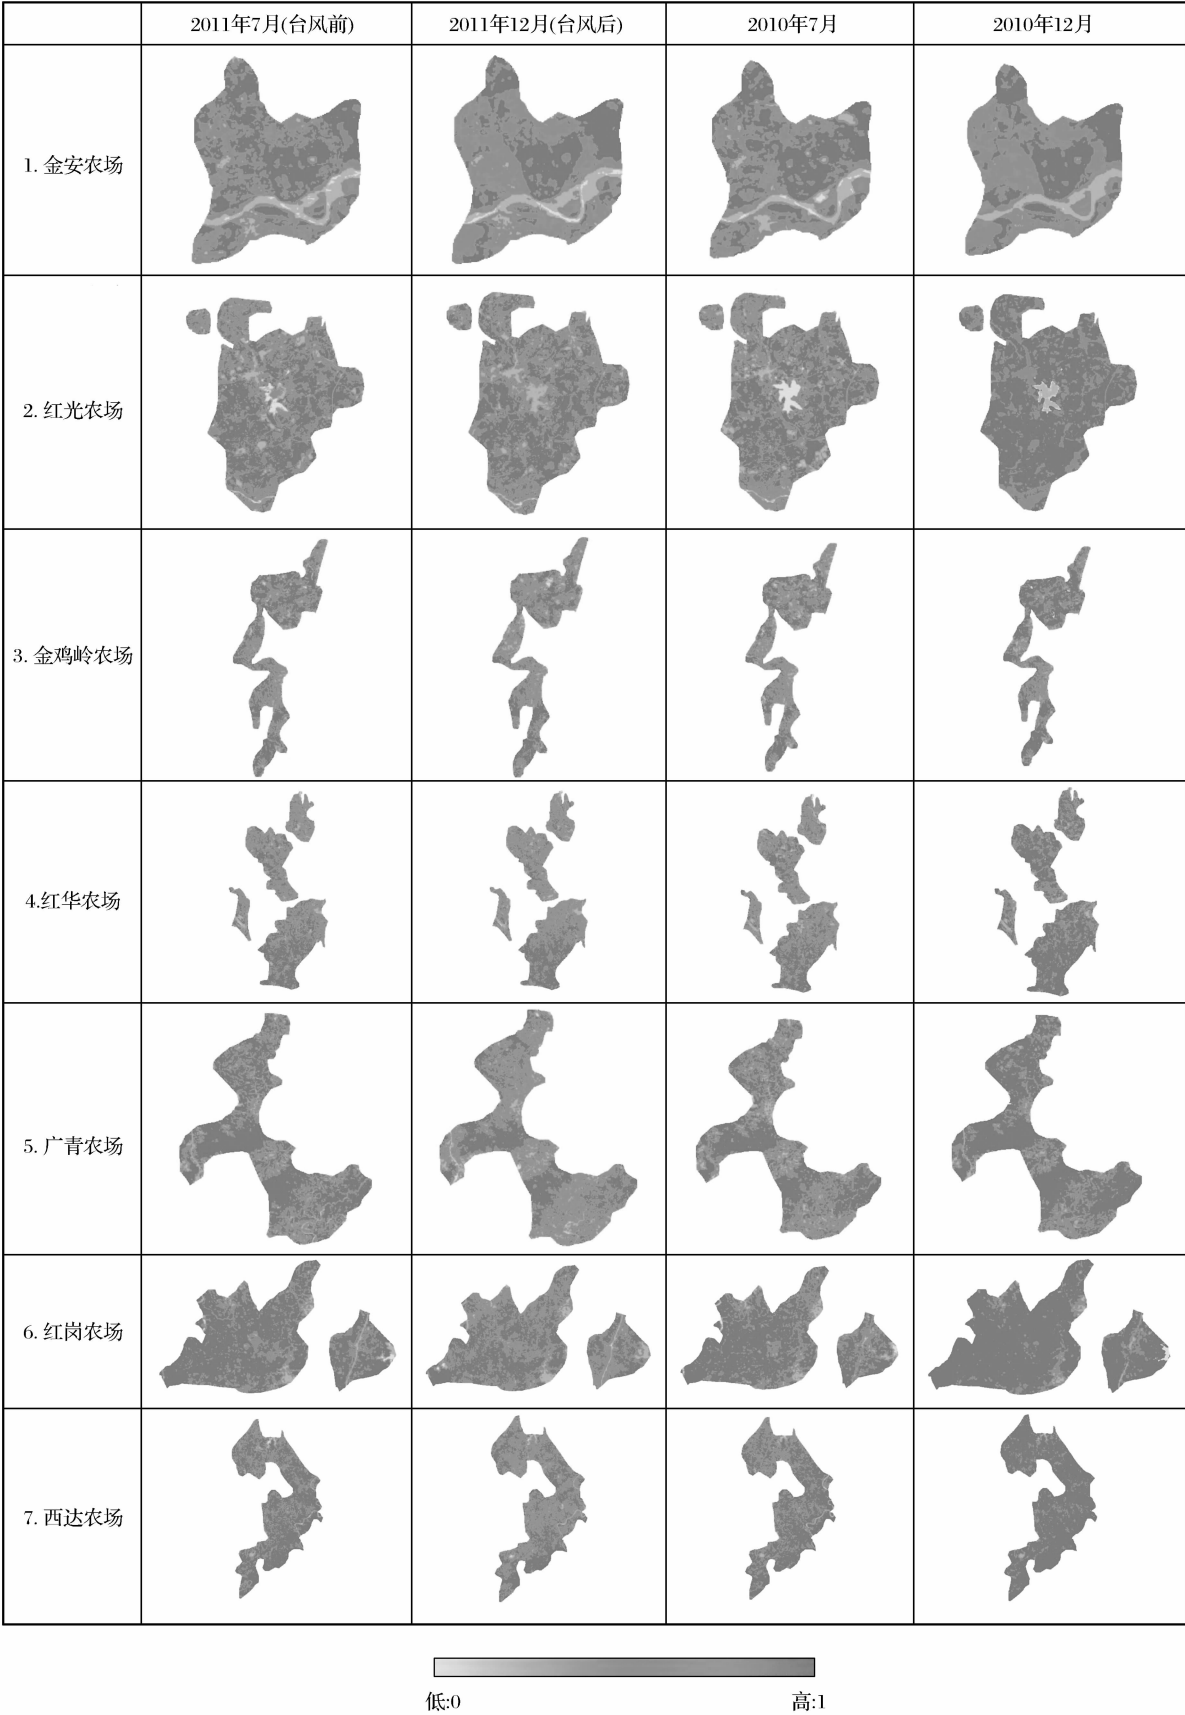 2011年7月(台风前) 2011年12月(台风后) 2010年7月 2010年12月
1. 金安农场
2. 红光农场
3. 金鸡岭农场
4.红华农场
5. 广青农场
6. 红岗农场
7. 西达农场
低:0 高:1